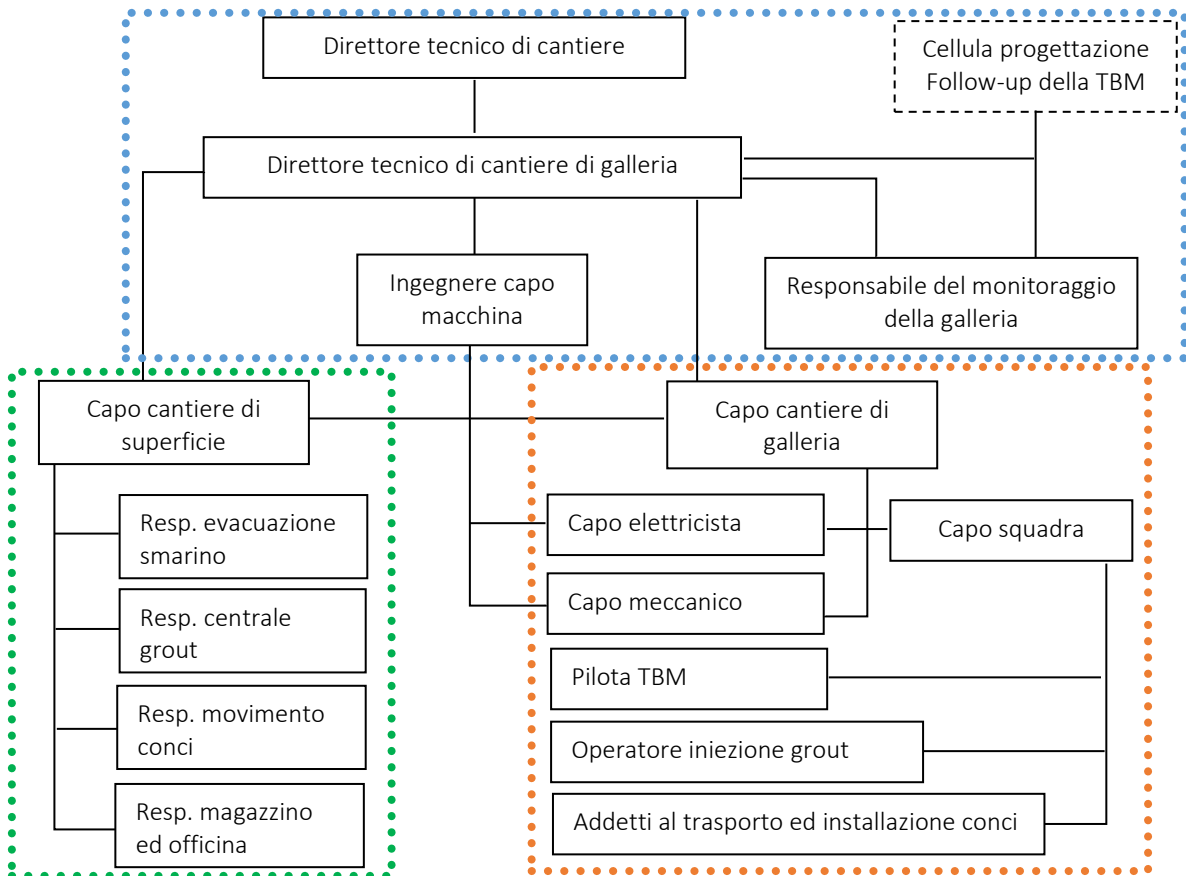 Direttore tecnico di cantiere
Cellula progettazione
Follow-up della TBM
Direttore tecnico di cantiere di galleria
Ingegnere capo
macchina
Responsabile del monitoraggio
della galleria
Capo cantiere di
superficie
Capo cantiere di
galleria
Resp. evacuazione
smarino
Resp. centrale
grout
Resp. movimento
conci
Resp. magazzino
ed officina
Capo elettricista
Capo squadra
Capo meccanico
Pilota TBM
Operatore iniezione grout
Addetti al trasporto ed installazione conci